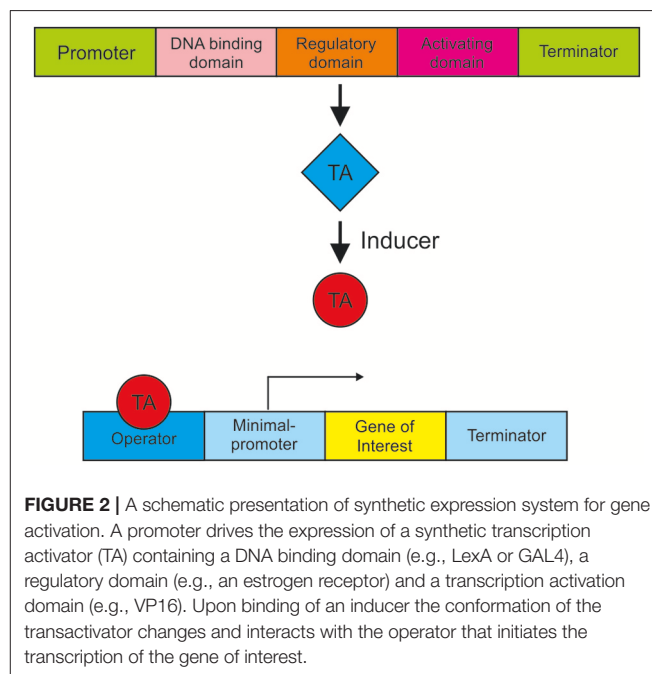 Promoter
DNA binding
domain
Regulatory
domain
Activating
domain
Terminator
TA
Inducer
TA
TA
Operator
Minimal-
promoter
Gene of
Interest
Terminator
FIGURE 2 | A schematic presentation of synthetic expression system for gene
activation. A promoter drives the expression of a synthetic transcription
activator (TA) containing a DNA binding domain (e.g., LexA or GAL4), a
regulatory domain (e.g., an estrogen receptor) and a transcription activation
domain (e.g., VP16). Upon binding of an inducer the conformation of the
transactivator changes and interacts with the operator that initiates the
transcription of the gene of interest.